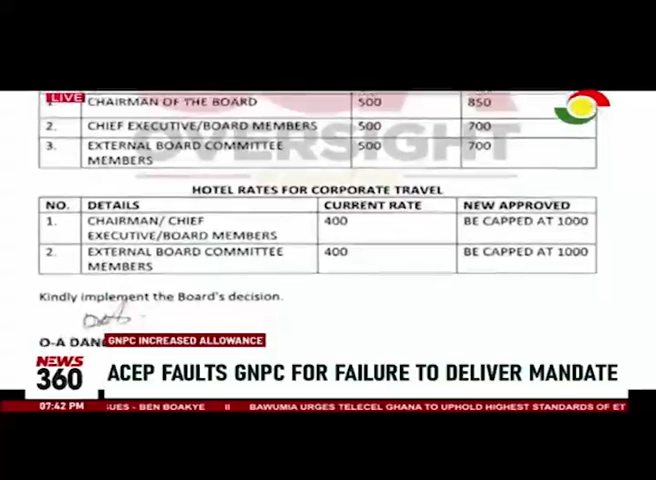 LIVE
1. CHAIRMAN OF THE BOARD 500 850
2. CHIEF EXECUTIVE/BOARD MEMBERS 500 700
3. EXTERNAL BOARD COMMITTEE MEMBERS 500 700
OVERSIGHT
HOTEL RATES FOR CORPORATE TRAVEL
NO. DETAILS CURRENT RATE NEW APPROVED
1. CHAIRMAN/ CHIEF EXECUTIVE/BOARD MEMBERS 400 BE CAPPED AT 1000
2. EXTERNAL BOARD COMMITTEE MEMBERS 400 BE CAPPED AT 1000
Kindly implement the Board's decision.
O-A DAN
GNPC INCREASED ALLOWANCE
NEWS 360
ACEP FAULTS GNPC FOR FAILURE TO DELIVER MANDATE
07:42 PM UES - BEN BOAKYE II BAWUMIA URGES TELECEL GHANA TO UPHOLD HIGHEST STANDARDS OF ET